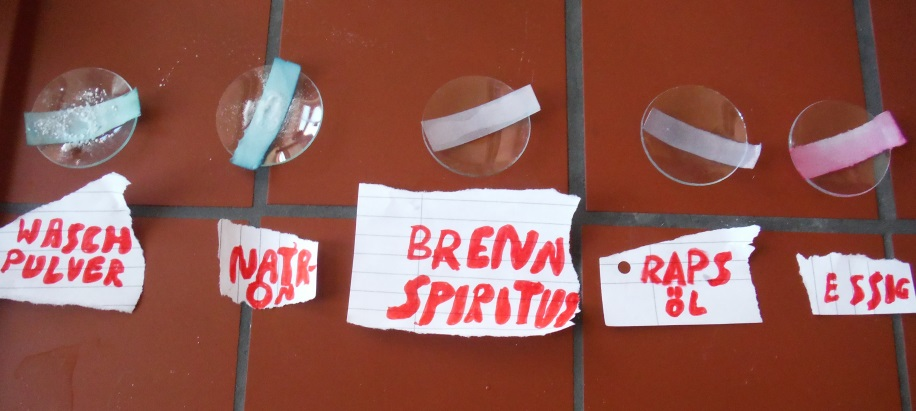 WASCH
PULVER
NATR-
ON
BRENN
SPIRITUS
RAPS
ÖL
ESSIG